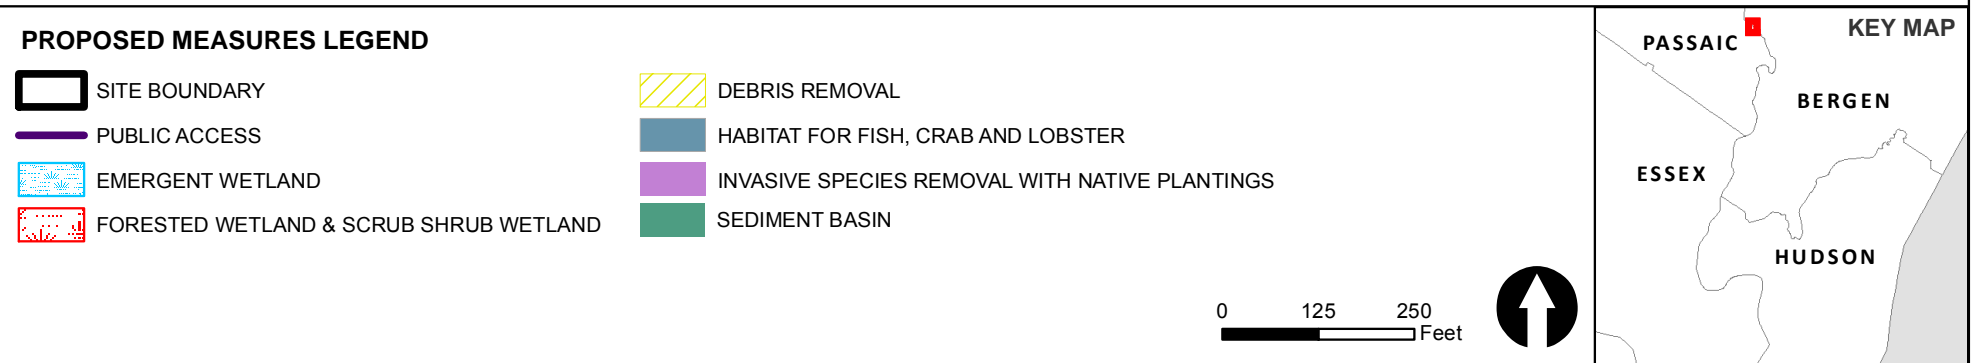 PROPOSED MEASURES LEGEND
SITE BOUNDARY
PUBLIC ACCESS
EMERGENT WETLAND
FORESTED WETLAND & SCRUB SHRUB WETLAND
DEBRIS REMOVAL
HABITAT FOR FISH, CRAB AND LOBSTER
INVASIVE SPECIES REMOVAL WITH NATIVE PLANTINGS
SEDIMENT BASIN
0 125 250
Feet
KEY MAP
PASSAIC
BERGEN
ESSEX
HUDSON